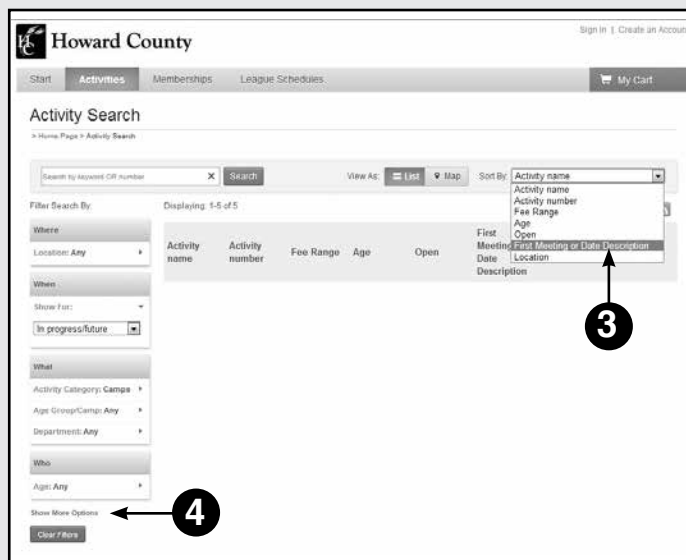 HC Howard County
Sign In | Create an Accoun
Start Activities Memberships League Schedules My Cart
Activity Search
> Home Page > Activity Search
Search by keyword OR number X Search View As: List Map Sort By: Activity name
Activity name
Activity number
Fee Range
Age
Open
First Meeting or Date Description
Location
3
Filter Search By: Displaying: 1-5 of 5
Activity name Activity number Fee Range Age Open First Meeting Date Description
Where
Location: Any
When
Show For:
In progress/future
What
Activity Category: Camps
Age Group/Camp: Any
Department: Any
Who
Age: Any
Show More Options
4
Clear Filters